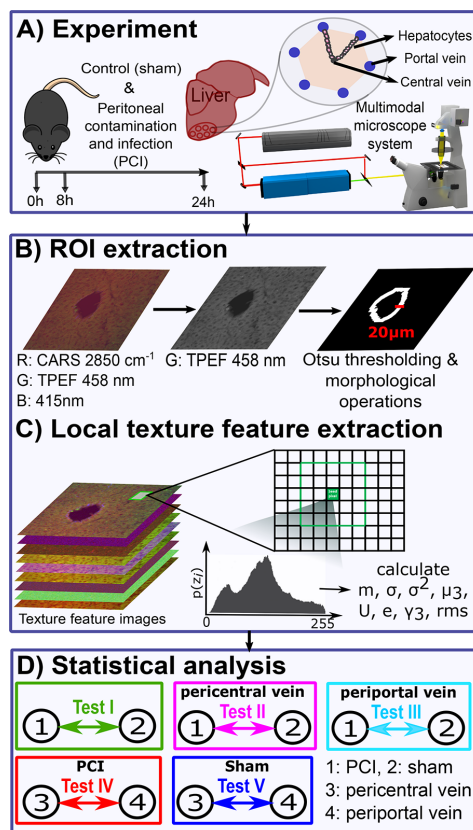 A) Experiment
Control (sham)
&
Peritoneal
contamination
and infection
(PCI)
0h
8h
24h
Liver
Hepatocytes
Portal vein
Central vein
Multimodal
microscope
system
B) ROI extraction
20μm
R: CARS 2850 cm⁻¹
G: TPEF 458 nm
B: 415nm
G: TPEF 458 nm
Otsu thresholding &
morphological
operations
C) Local texture feature extraction
Texture feature images
p(zᵢ)
0
255
calculate
m, σ, σ², μ₃,
U, e, γ₃, rms
D) Statistical analysis
Test I
1
2
pericentral vein
Test II
1
2
periportal vein
Test III
1
2
PCI
Test IV
3
4
Sham
Test V
3
4
1: PCI, 2: sham
3: pericentral vein
4: periportal vein